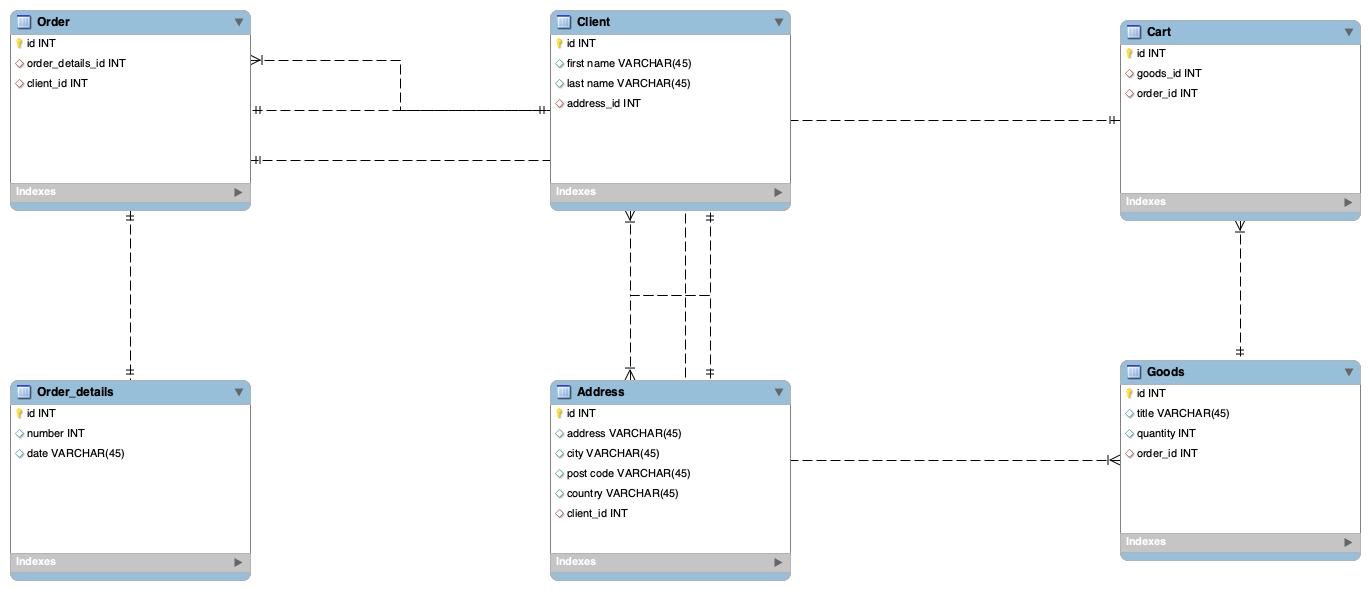 Order
id INT
order_details_id INT
client_id INT
Indexes
Client
id INT
first name VARCHAR(45)
last name VARCHAR(45)
address_id INT
Indexes
Cart
id INT
goods_id INT
order_id INT
Indexes
Order_details
id INT
number INT
date VARCHAR(45)
Indexes
Address
id INT
address VARCHAR(45)
city VARCHAR(45)
post code VARCHAR(45)
country VARCHAR(45)
client_id INT
Indexes
Goods
id INT
title VARCHAR(45)
quantity INT
order_id INT
Indexes